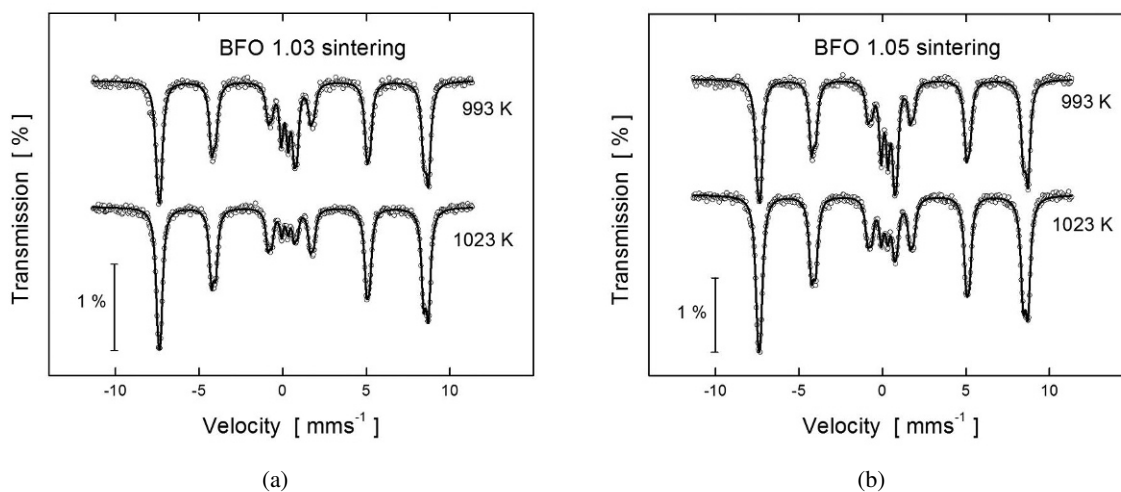 BFO 1.03 sintering
993 K
1023 K
1 %
Transmission [ % ]
-10 -5 0 5 10
Velocity [ mms⁻¹ ]
(a)
BFO 1.05 sintering
993 K
1023 K
1 %
Transmission [ % ]
-10 -5 0 5 10
Velocity [ mms⁻¹ ]
(b)